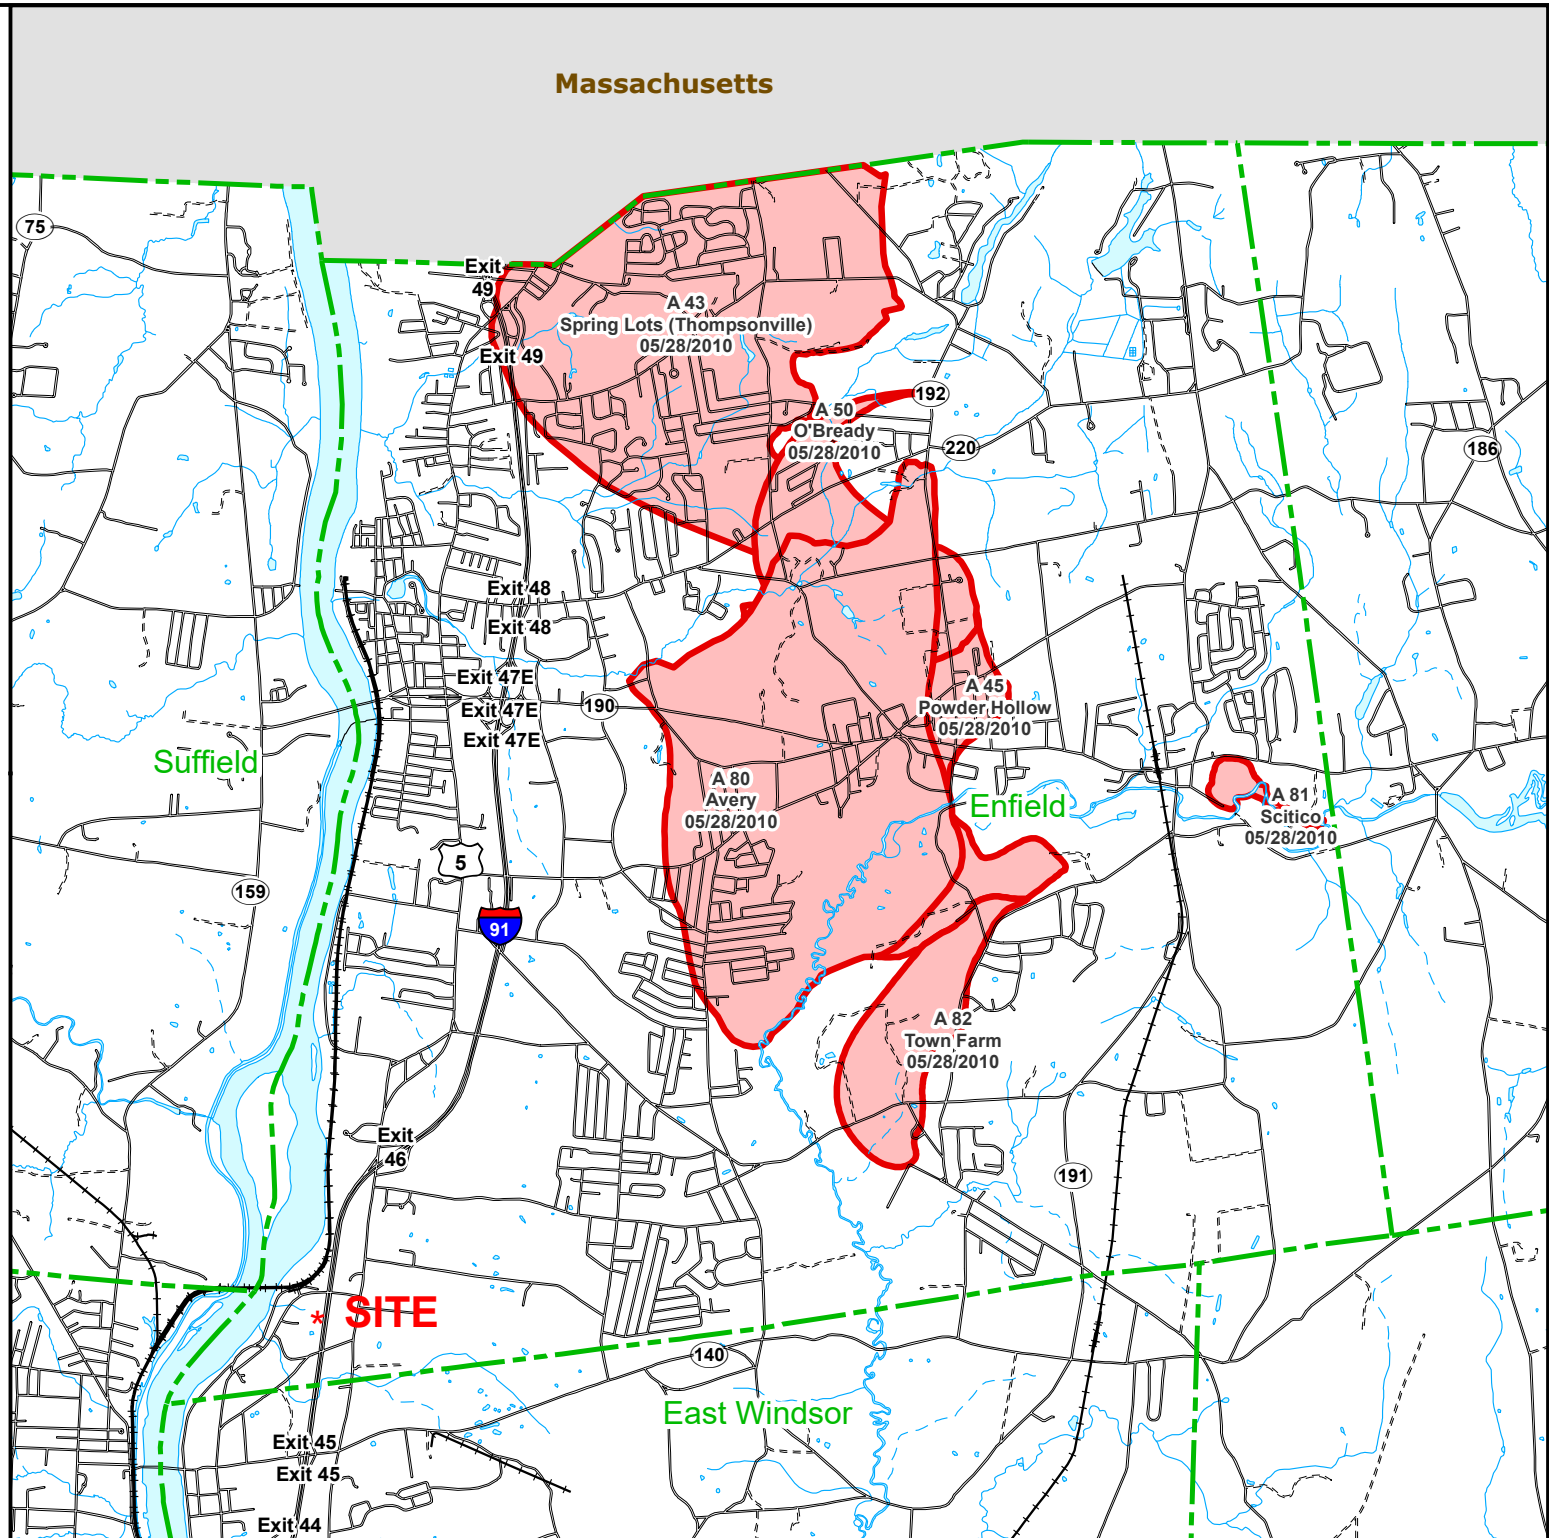 Massachusetts
75
Exit
49
A 43
Spring Lots (Thompsonville)
05/28/2010
Exit 49
192
A 50
O'Bready
05/28/2010
220
186
Exit 48
Exit 48
Exit 47E
190
Exit 47E
Exit 47E
A 45
Powder Hollow
05/28/2010
Suffield
A 80
Avery
05/28/2010
Enfield
A 81
Scitico
05/28/2010
5
159
91
A 82
Town Farm
05/28/2010
Exit
46
191
* SITE
140
East Windsor
Exit 45
Exit 45
Exit 44